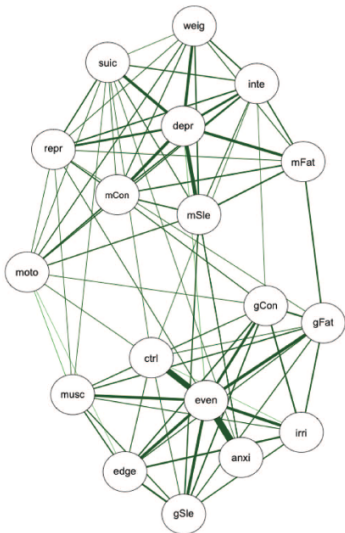 weig
suic
inte
depr
repr
mFat
mCon
mSle
moto
gCon
gFat
ctrl
musc
even
irri
anxi
edge
gSle